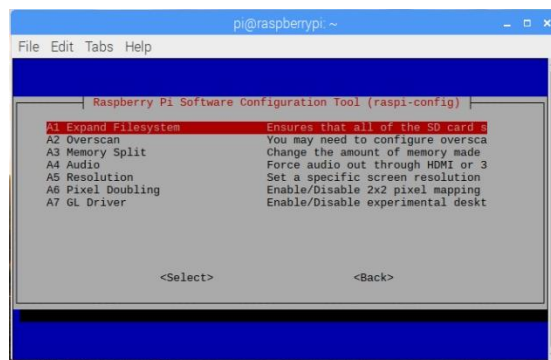 pi@raspberrypi: ~
File Edit Tabs Help
Raspberry Pi Software Configuration Tool (raspi-config)
A1 Expand Filesystem Ensures that all of the SD card s
A2 Overscan You may need to configure oversca
A3 Memory Split Change the amount of memory made
A4 Audio Force audio out through HDMI or 3
A5 Resolution Set a specific screen resolution
A6 Pixel Doubling Enable/Disable 2x2 pixel mapping
A7 GL Driver Enable/Disable experimental deskt
<Select> <Back>